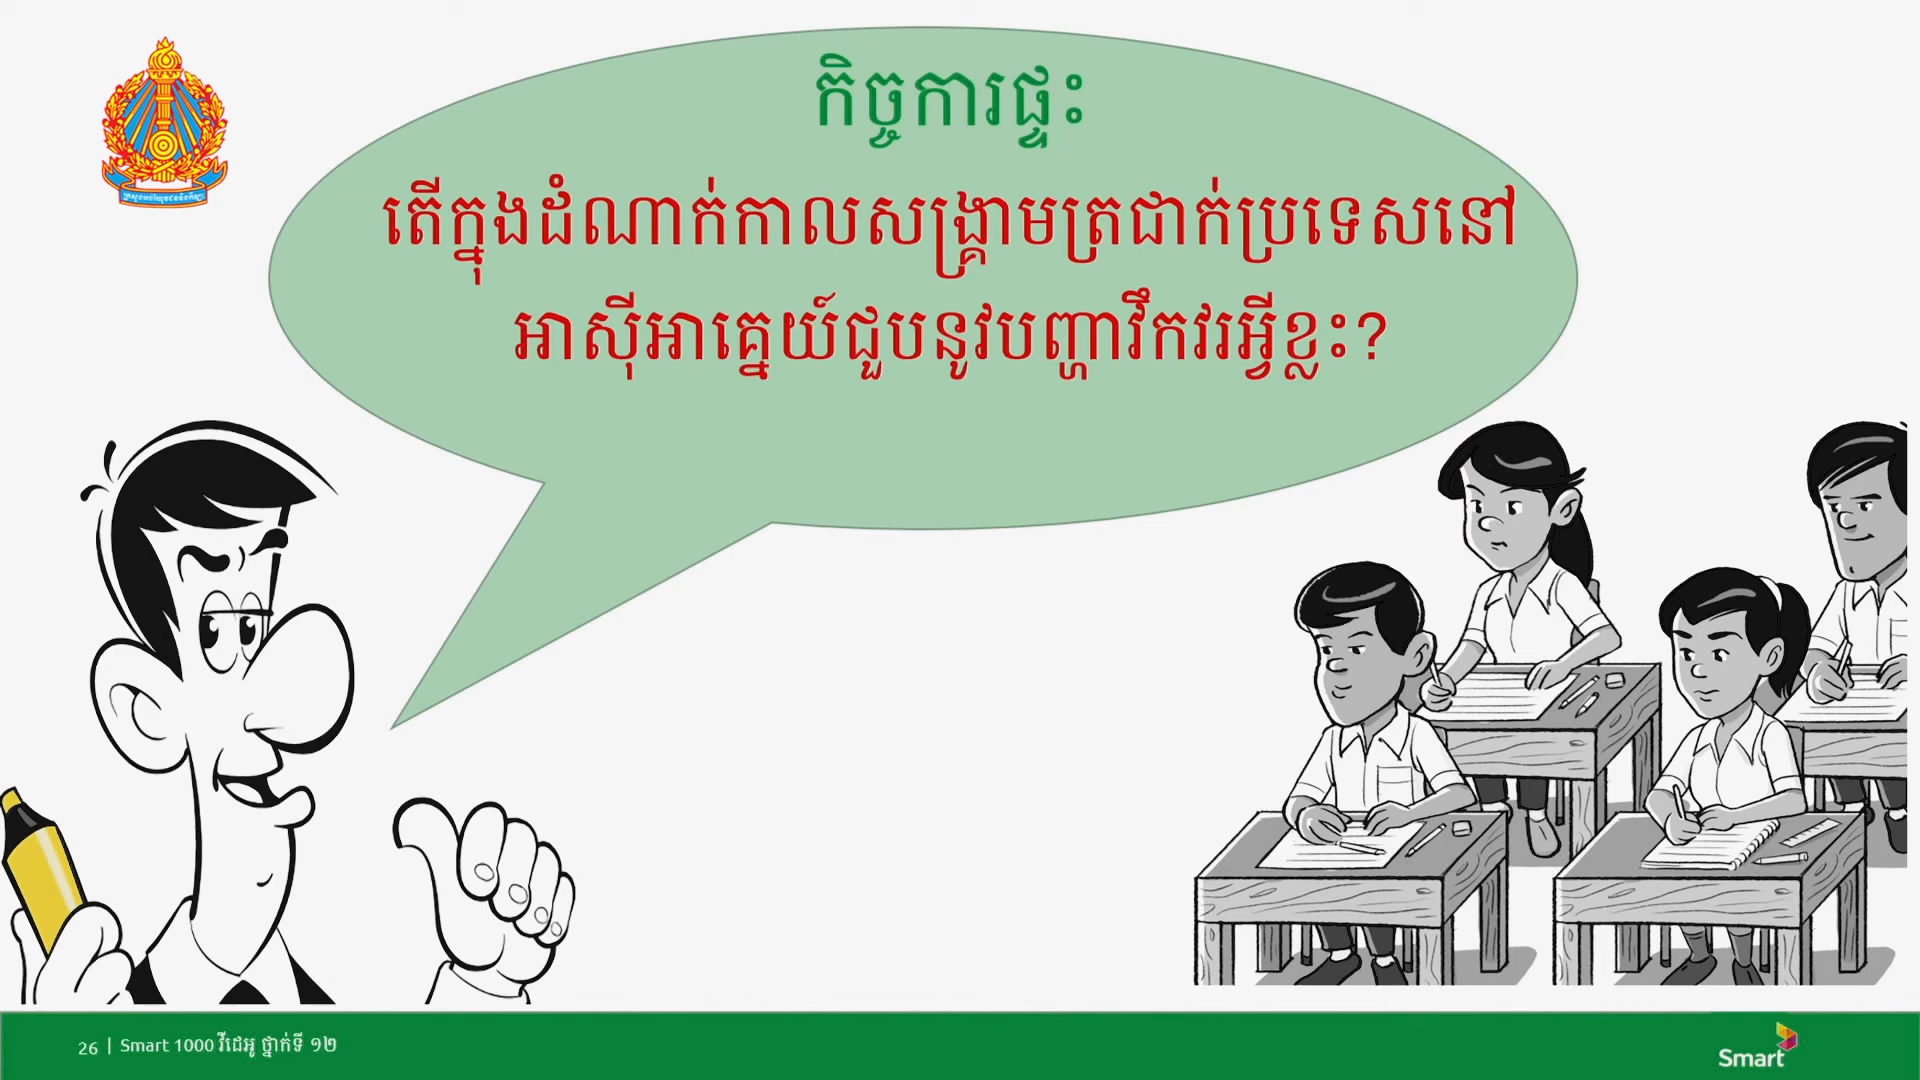 កិច្ចការផ្ទះ
តើក្នុងដំណាក់កាលសង្គ្រាមត្រជាក់ប្រទេសនៅ
អាស៊ីអាគ្នេយ៍ជួបនូវបញ្ហាវឹកវរអ្វីខ្លះ?
26 | Smart 1000 វីដេអូ ថ្នាក់ទី ១២
Smart